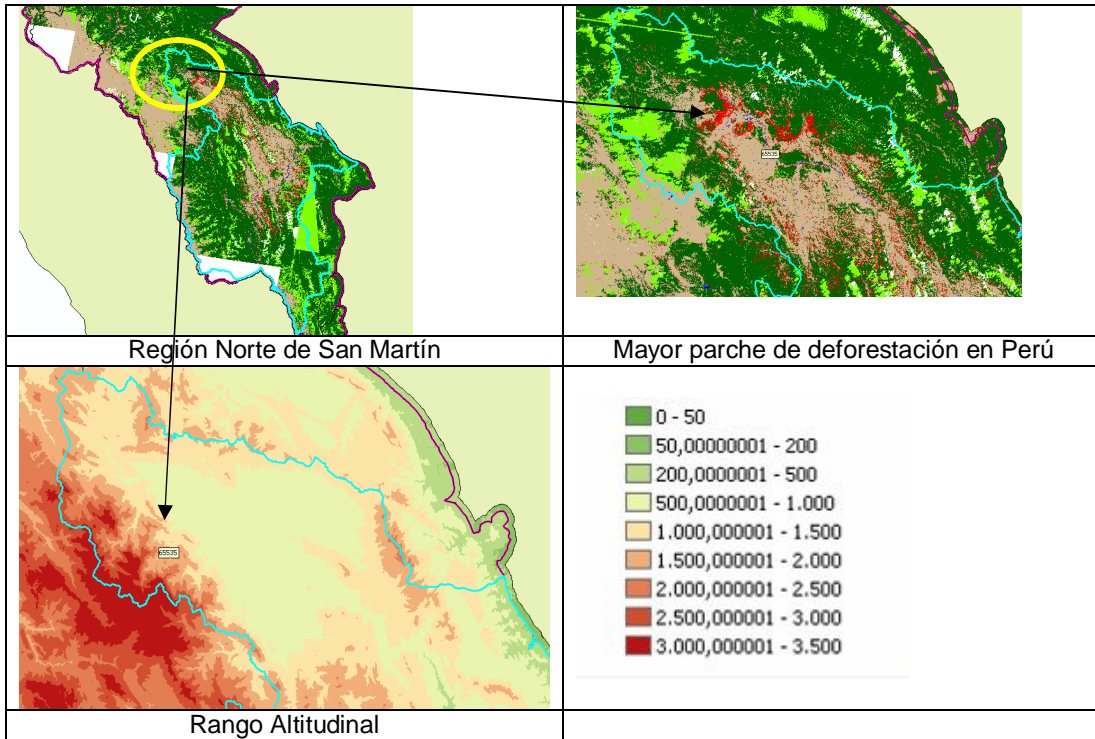 65535
Región Norte de San Martín
Mayor parche de deforestación en Perú
65535
0 - 50
50,00000001 - 200
200,0000001 - 500
500,0000001 - 1.000
1.000,000001 - 1.500
1.500,000001 - 2.000
2.000,000001 - 2.500
2.500,000001 - 3.000
3.000,000001 - 3.500
Rango Altitudinal